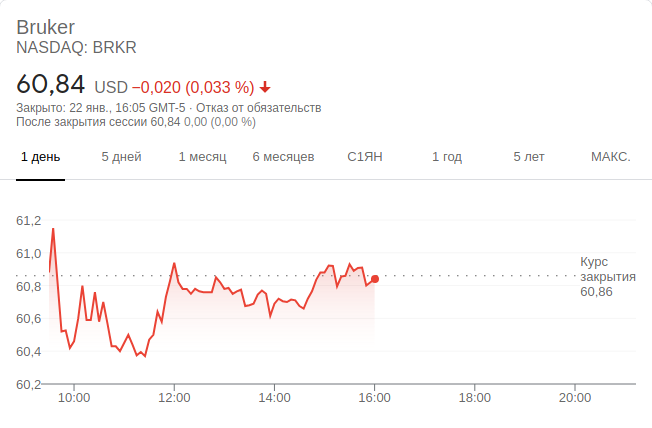 Bruker
NASDAQ: BRKR
60,84 USD −0,020 (0,033 %)
Закрыто: 22 янв., 16:05 GMT-5 · Отказ от обязательств
После закрытия сессии 60,84 0,00 (0,00 %)
1 день 5 дней 1 месяц 6 месяцев С1ЯН 1 год 5 лет МАКС.
61,2
61,0
60,8
60,6
60,4
60,2
Курс
закрытия
60,86
10:00 12:00 14:00 16:00 18:00 20:00